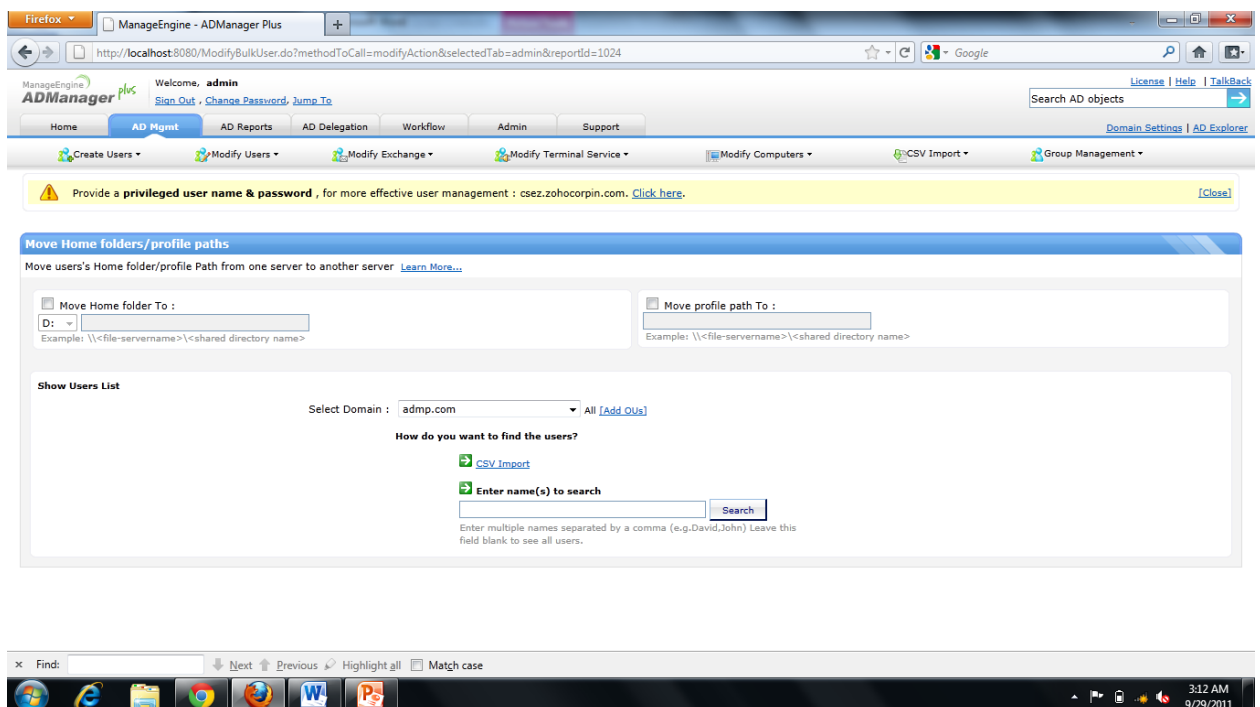 Firefox
ManageEngine - ADManager Plus
http://localhost:8080/ModifyBulkUser.do?methodToCall=modifyAction&selectedTab=admin&reportId=1024
Google
ManageEngine
ADManager plus
Welcome, admin
Sign Out , Change Password, Jump To
License | Help | TalkBack
Search AD objects
Home AD Mgmt AD Reports AD Delegation Workflow Admin Support
Domain Settings | AD Explorer
Create Users Modify Users Modify Exchange Modify Terminal Service Modify Computers CSV Import Group Management
Provide a privileged user name & password , for more effective user management : csez.zohocorpin.com. Click here.
[Close]
Move Home folders/profile paths
Move users's Home folder/profile Path from one server to another server Learn More...
Move Home folder To :
D:
Example: \\<file-servername>\<shared directory name>
Move profile path To :
Example: \\<file-servername>\<shared directory name>
Show Users List
Select Domain : admp.com All [Add OUs]
How do you want to find the users?
CSV Import
Enter name(s) to search
Search
Enter multiple names separated by a comma (e.g.David,John) Leave this
field blank to see all users.
× Find: Next Previous Highlight all Match case
3:12 AM
9/29/2011